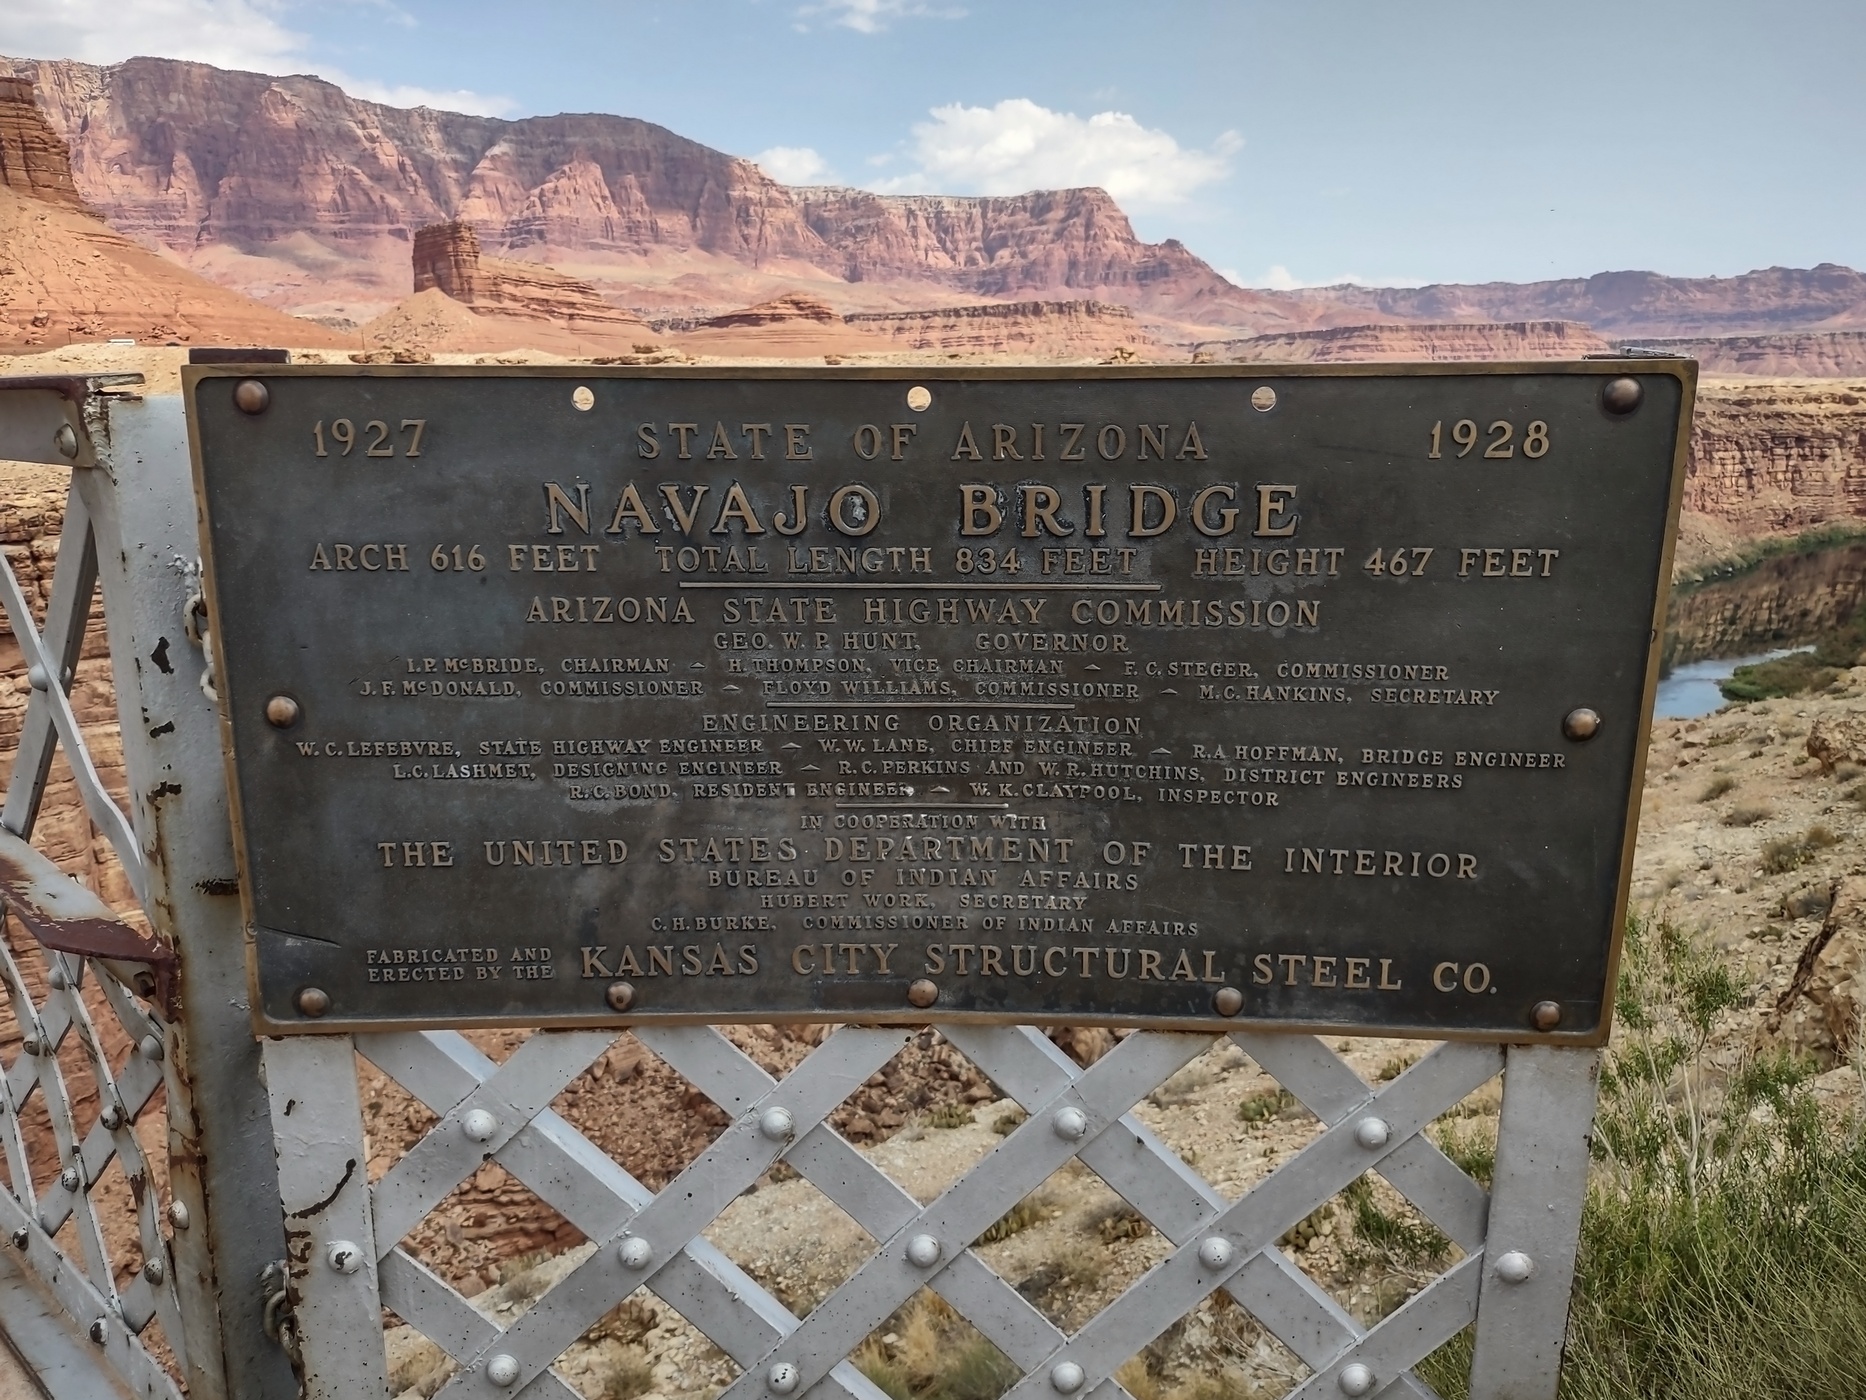 1927 STATE OF ARIZONA 1928
NAVAJO BRIDGE
ARCH 616 FEET TOTAL LENGTH 834 FEET HEIGHT 467 FEET
ARIZONA STATE HIGHWAY COMMISSION
GEO. W. P. HUNT, GOVERNOR
I.P. McBRIDE, CHAIRMAN - H. THOMPSON, VICE CHAIRMAN - F. C. STEGER, COMMISSIONER
J. F. McDONALD, COMMISSIONER - FLOYD WILLIAMS, COMMISSIONER - M.C. HANKINS, SECRETARY
ENGINEERING ORGANIZATION
W. C. LEFEBVRE, STATE HIGHWAY ENGINEER - W. W. LANE, CHIEF ENGINEER - R.A HOFFMAN, BRIDGE ENGINEER
L.C. LASHMET, DESIGNING ENGINEER - R. C. PERKINS AND W. R. HUTCHINS, DISTRICT ENGINEERS
R. C. BOND, RESIDENT ENGINEER - W. K. CLAYPOOL, INSPECTOR
IN COOPERATION WITH
THE UNITED STATES DEPARTMENT OF THE INTERIOR
BUREAU OF INDIAN AFFAIRS
HUBERT WORK, SECRETARY
C. H. BURKE, COMMISSIONER OF INDIAN AFFAIRS
FABRICATED AND
ERECTED BY THE KANSAS CITY STRUCTURAL STEEL CO.